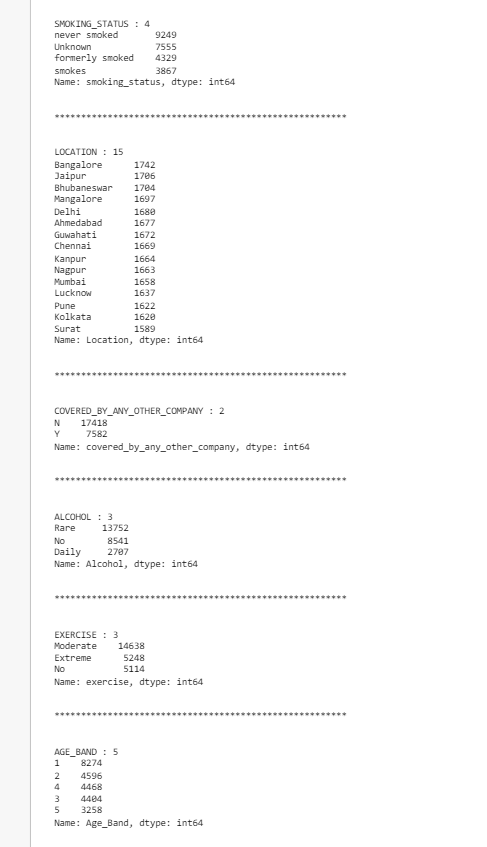 SMOKING_STATUS : 4
never smoked 9249
Unknown 7555
formerly smoked 4329
smokes 3867
Name: smoking_status, dtype: int64
*******************************************************
LOCATION : 15
Bangalore 1742
Jaipur 1706
Bhubaneswar 1704
Mangalore 1697
Delhi 1680
Ahmedabad 1677
Guwahati 1672
Chennai 1669
Kanpur 1664
Nagpur 1663
Mumbai 1658
Lucknow 1637
Pune 1622
Kolkata 1620
Surat 1589
Name: Location, dtype: int64
*******************************************************
COVERED_BY_ANY_OTHER_COMPANY : 2
N 17418
Y 7582
Name: covered_by_any_other_company, dtype: int64
*******************************************************
ALCOHOL : 3
Rare 13752
No 8541
Daily 2707
Name: Alcohol, dtype: int64
*******************************************************
EXERCISE : 3
Moderate 14638
Extreme 5248
No 5114
Name: exercise, dtype: int64
*******************************************************
AGE_BAND : 5
1 8274
2 4596
4 4468
3 4404
5 3258
Name: Age_Band, dtype: int64